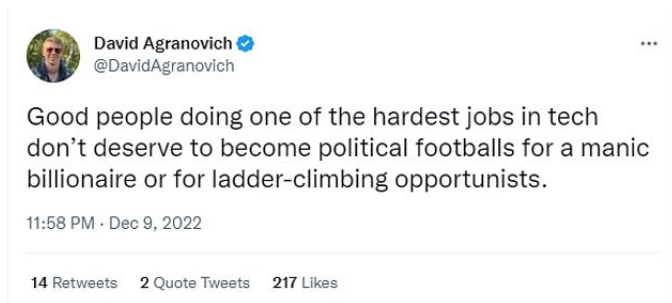 David Agranovich
@DavidAgranovich
Good people doing one of the hardest jobs in tech
don’t deserve to become political footballs for a manic
billionaire or for ladder-climbing opportunists.
11:58 PM · Dec 9, 2022
14 Retweets 2 Quote Tweets 217 Likes